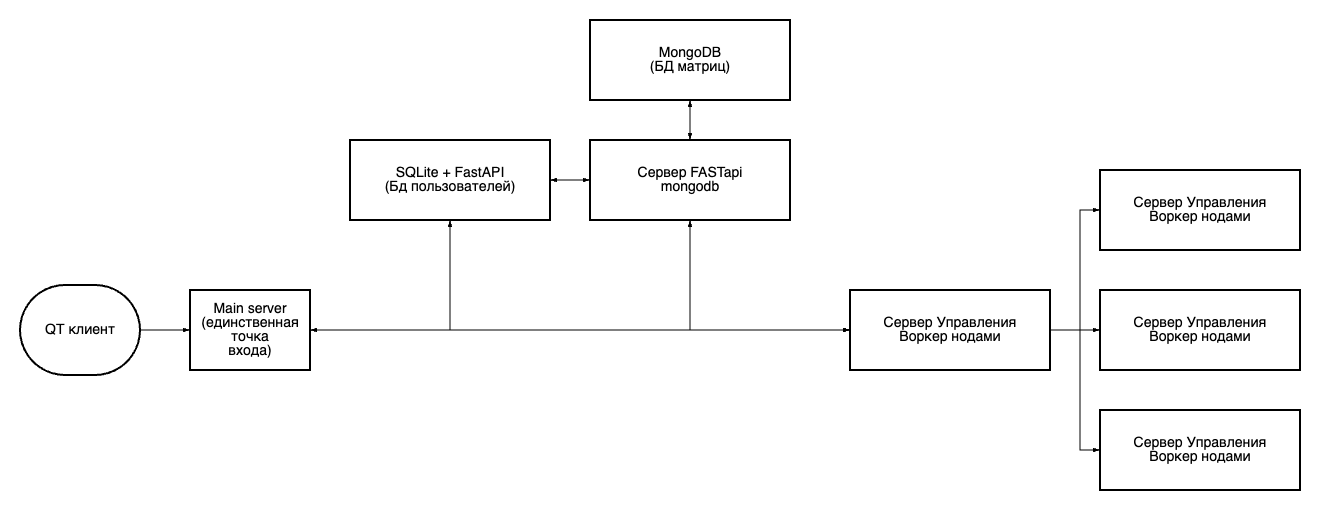 MongoDB
(БД матриц)
SQLite + FastAPI
(Бд пользователей)
Сервер FASTapi
mongodb
QT клиент
Main server
(единственная
точка
входа)
Сервер Управления
Воркер нодами
Сервер Управления
Воркер нодами
Сервер Управления
Воркер нодами
Сервер Управления
Воркер нодами